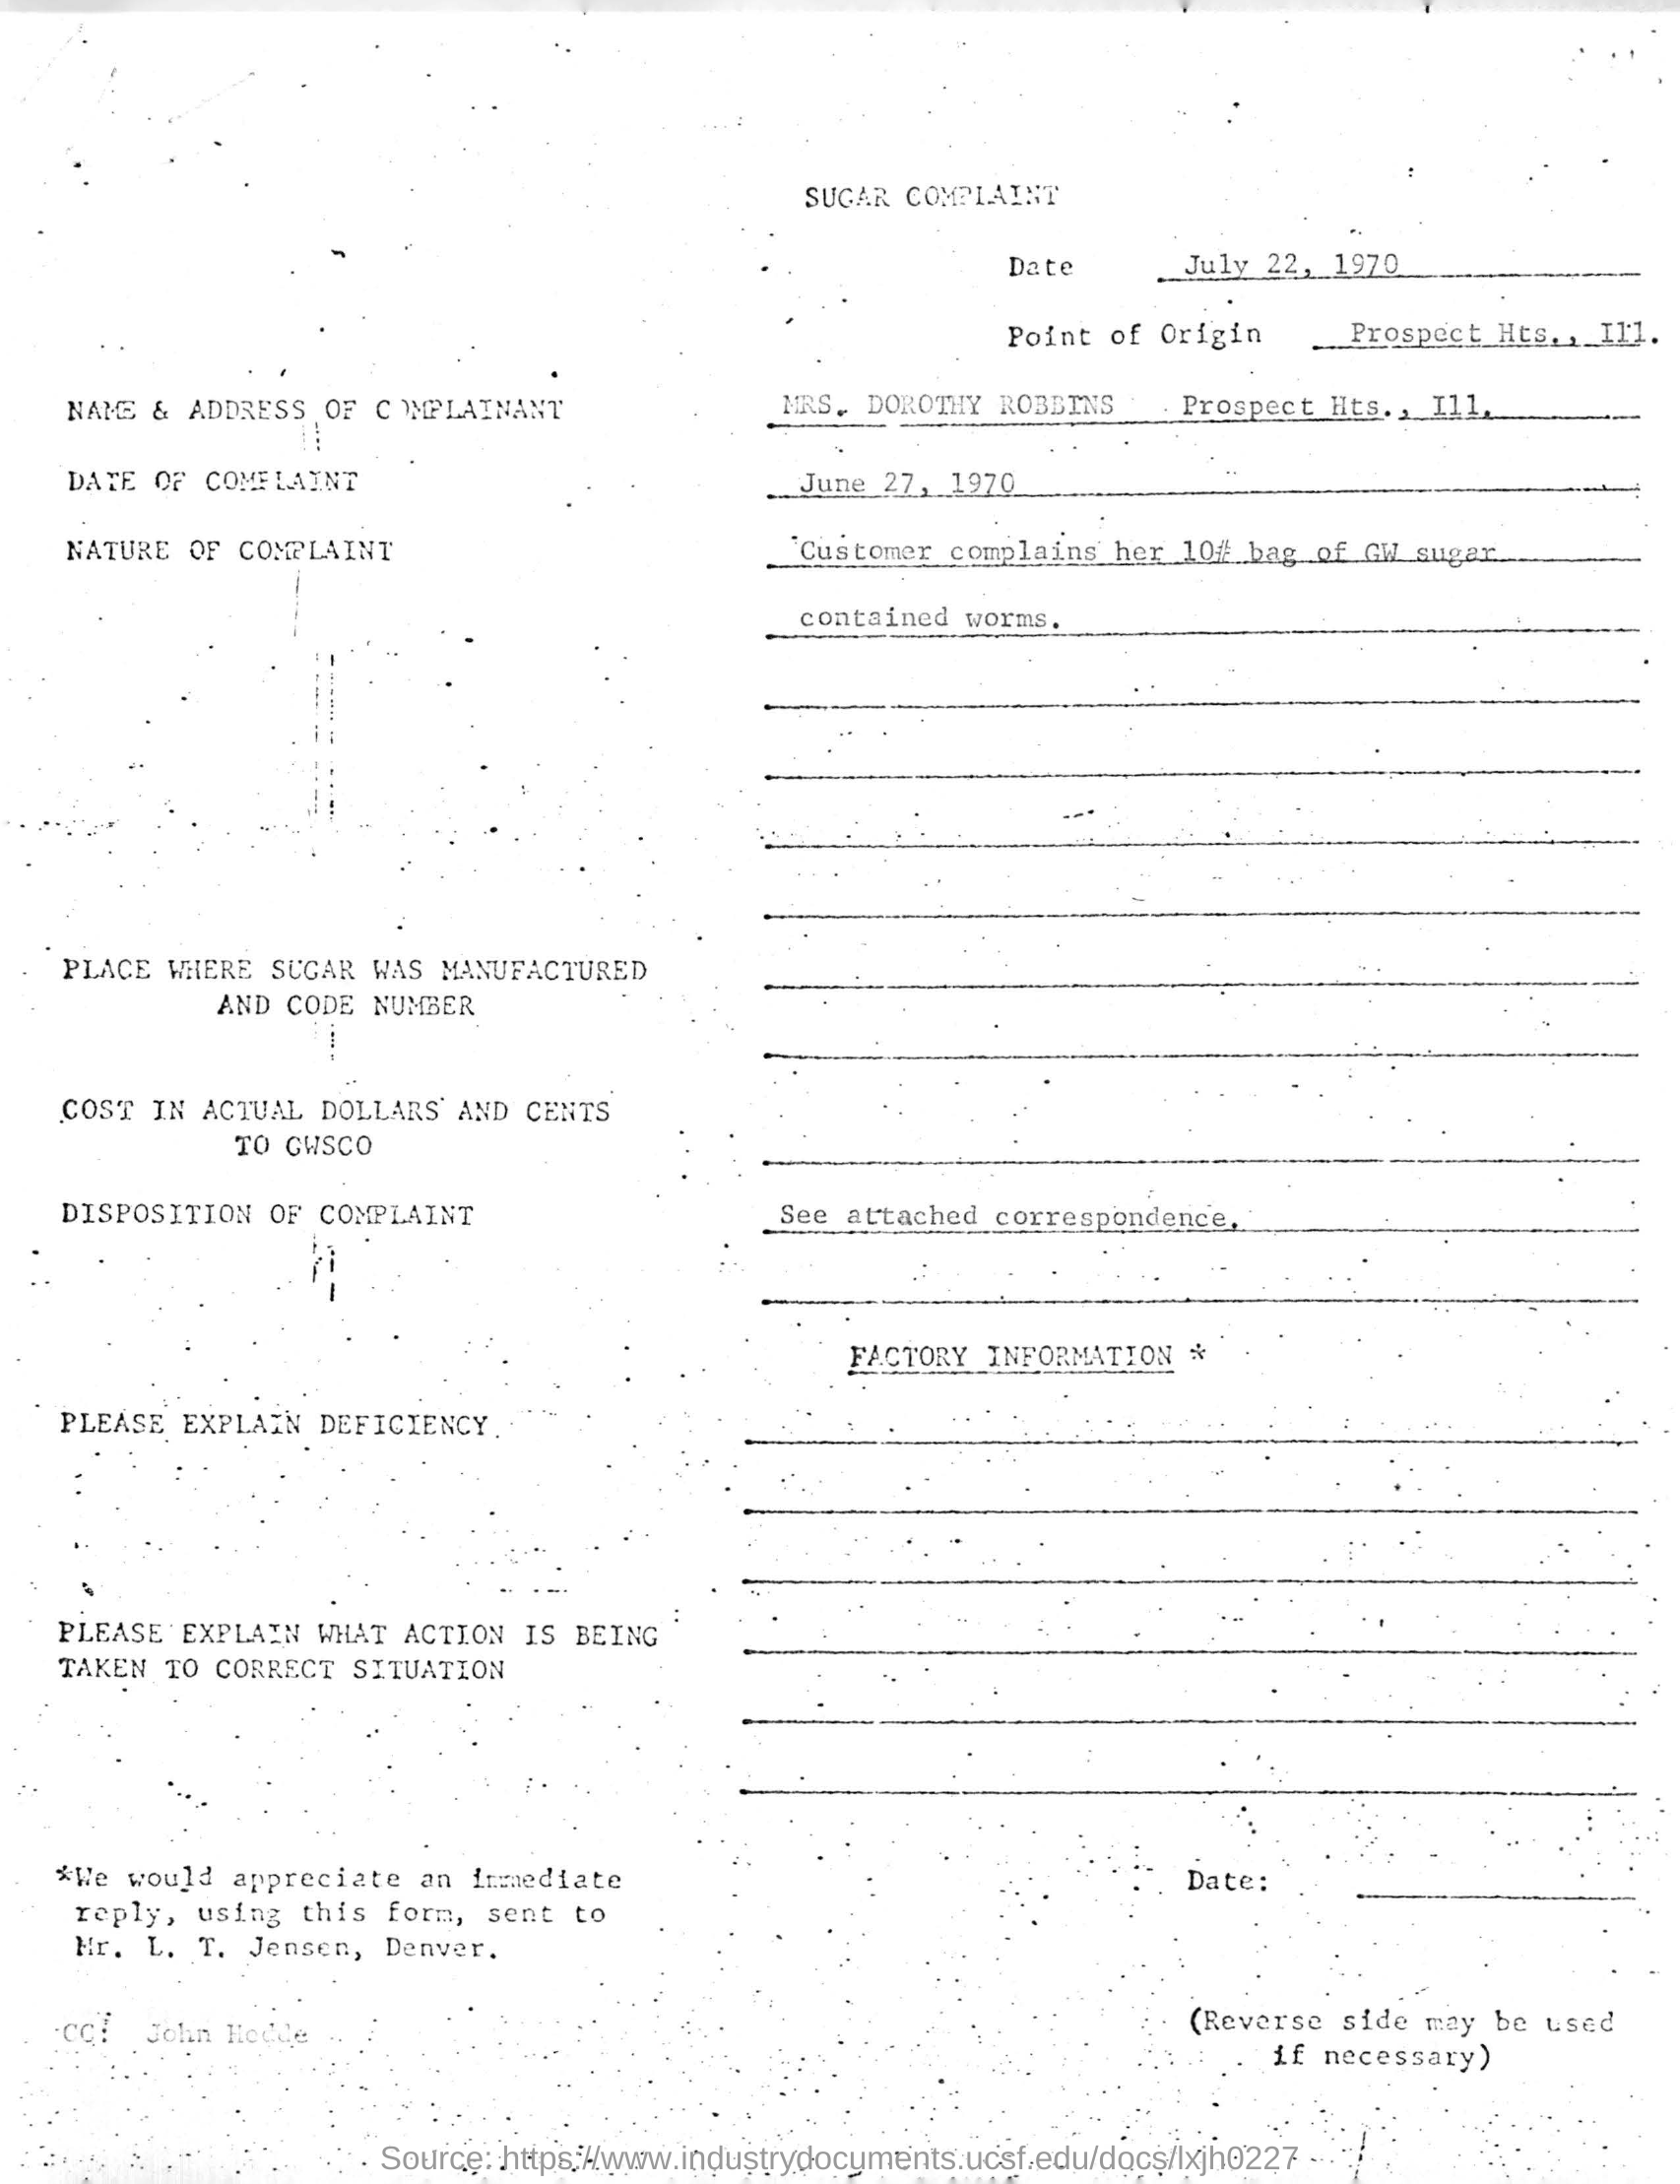 SUGAR COMPLAINT
Date July 22, 1970
Point of Origin Prospect Hts., Ill.
NAME & ADDRESS OF COMPLAINANT MRS. DOROTHY ROBBINS Prospect Hts., Ill.
DATE OF COMPLAINT June 27, 1970
NATURE OF COMPLAINT Customer complains her 10# bag of GW sugar
contained worms.
PLACE WHERE SUGAR WAS MANUFACTURED
AND CODE NUMBER
COST IN ACTUAL DOLLARS AND CENTS
TO GWSCO
DISPOSITION OF COMPLAINT See attached correspondence.
FACTORY INFORMATION *
PLEASE EXPLAIN DEFICIENCY
PLEASE EXPLAIN WHAT ACTION IS BEING
TAKEN TO CORRECT SITUATION
*We would appreciate an immediate
reply, using this form, sent to
Mr. L. T. Jensen, Denver.
Date:
CC: John Hedde
(Reverse side may be used
if necessary)
Source: https://www.industrydocuments.ucsf.edu/docs/lxjh0227